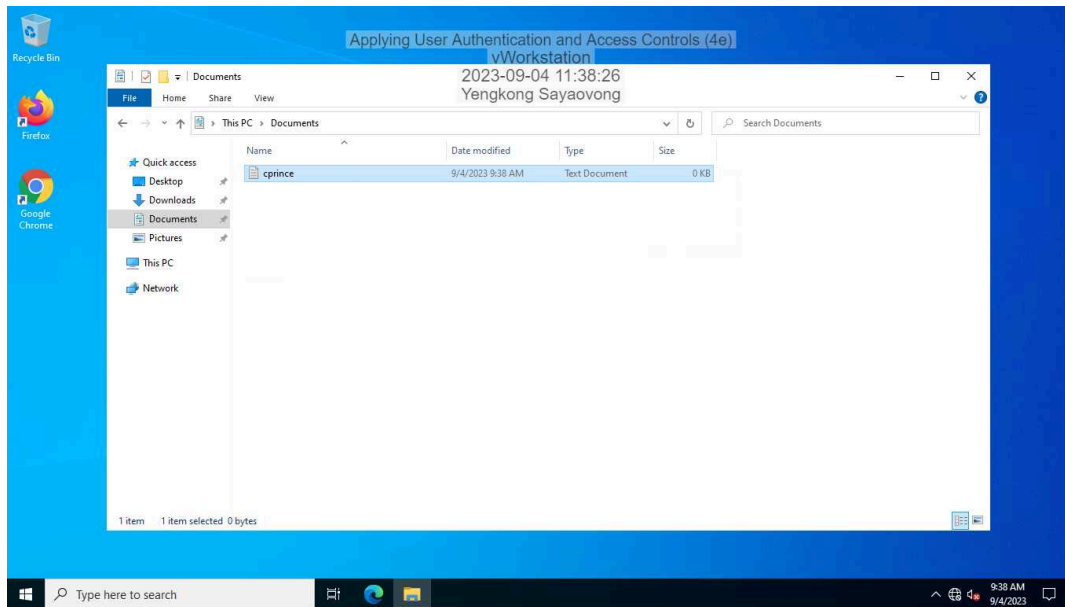 Recycle Bin
Applying User Authentication and Access Controls (4e)
vWorkstation
2023-09-04 11:38:26
Yengkong Sayaovong
Documents
File Home Share View
This PC > Documents
Search Documents
Name Date modified Type Size
Quick access
cprince 9/4/2023 9:38 AM Text Document 0 KB
Desktop
Downloads
Documents
Pictures
This PC
Network
Firefox
Google
Chrome
1 item 1 item selected 0 bytes
Type here to search
9:38 AM
9/4/2023